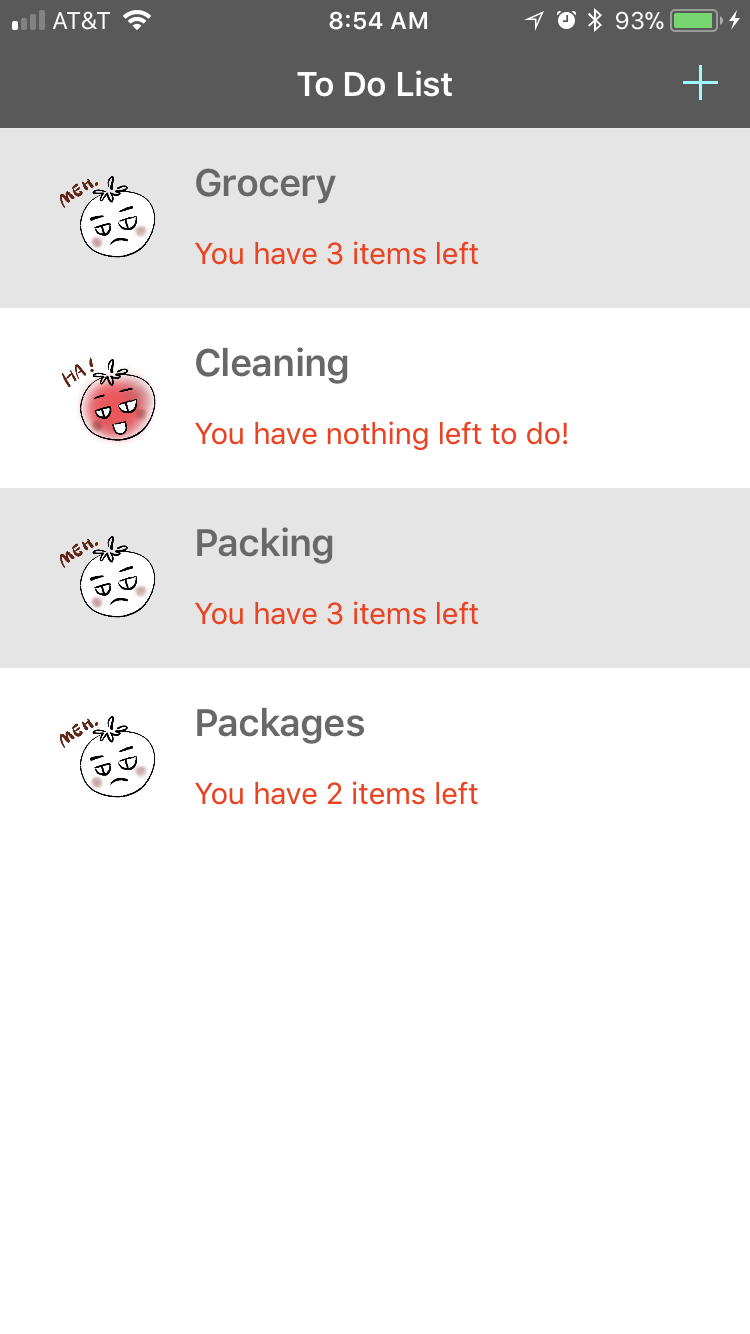 AT&T 8:54 AM 93%
To Do List
MEH.
Grocery
You have 3 items left
HA!
Cleaning
You have nothing left to do!
MEH.
Packing
You have 3 items left
MEH.
Packages
You have 2 items left